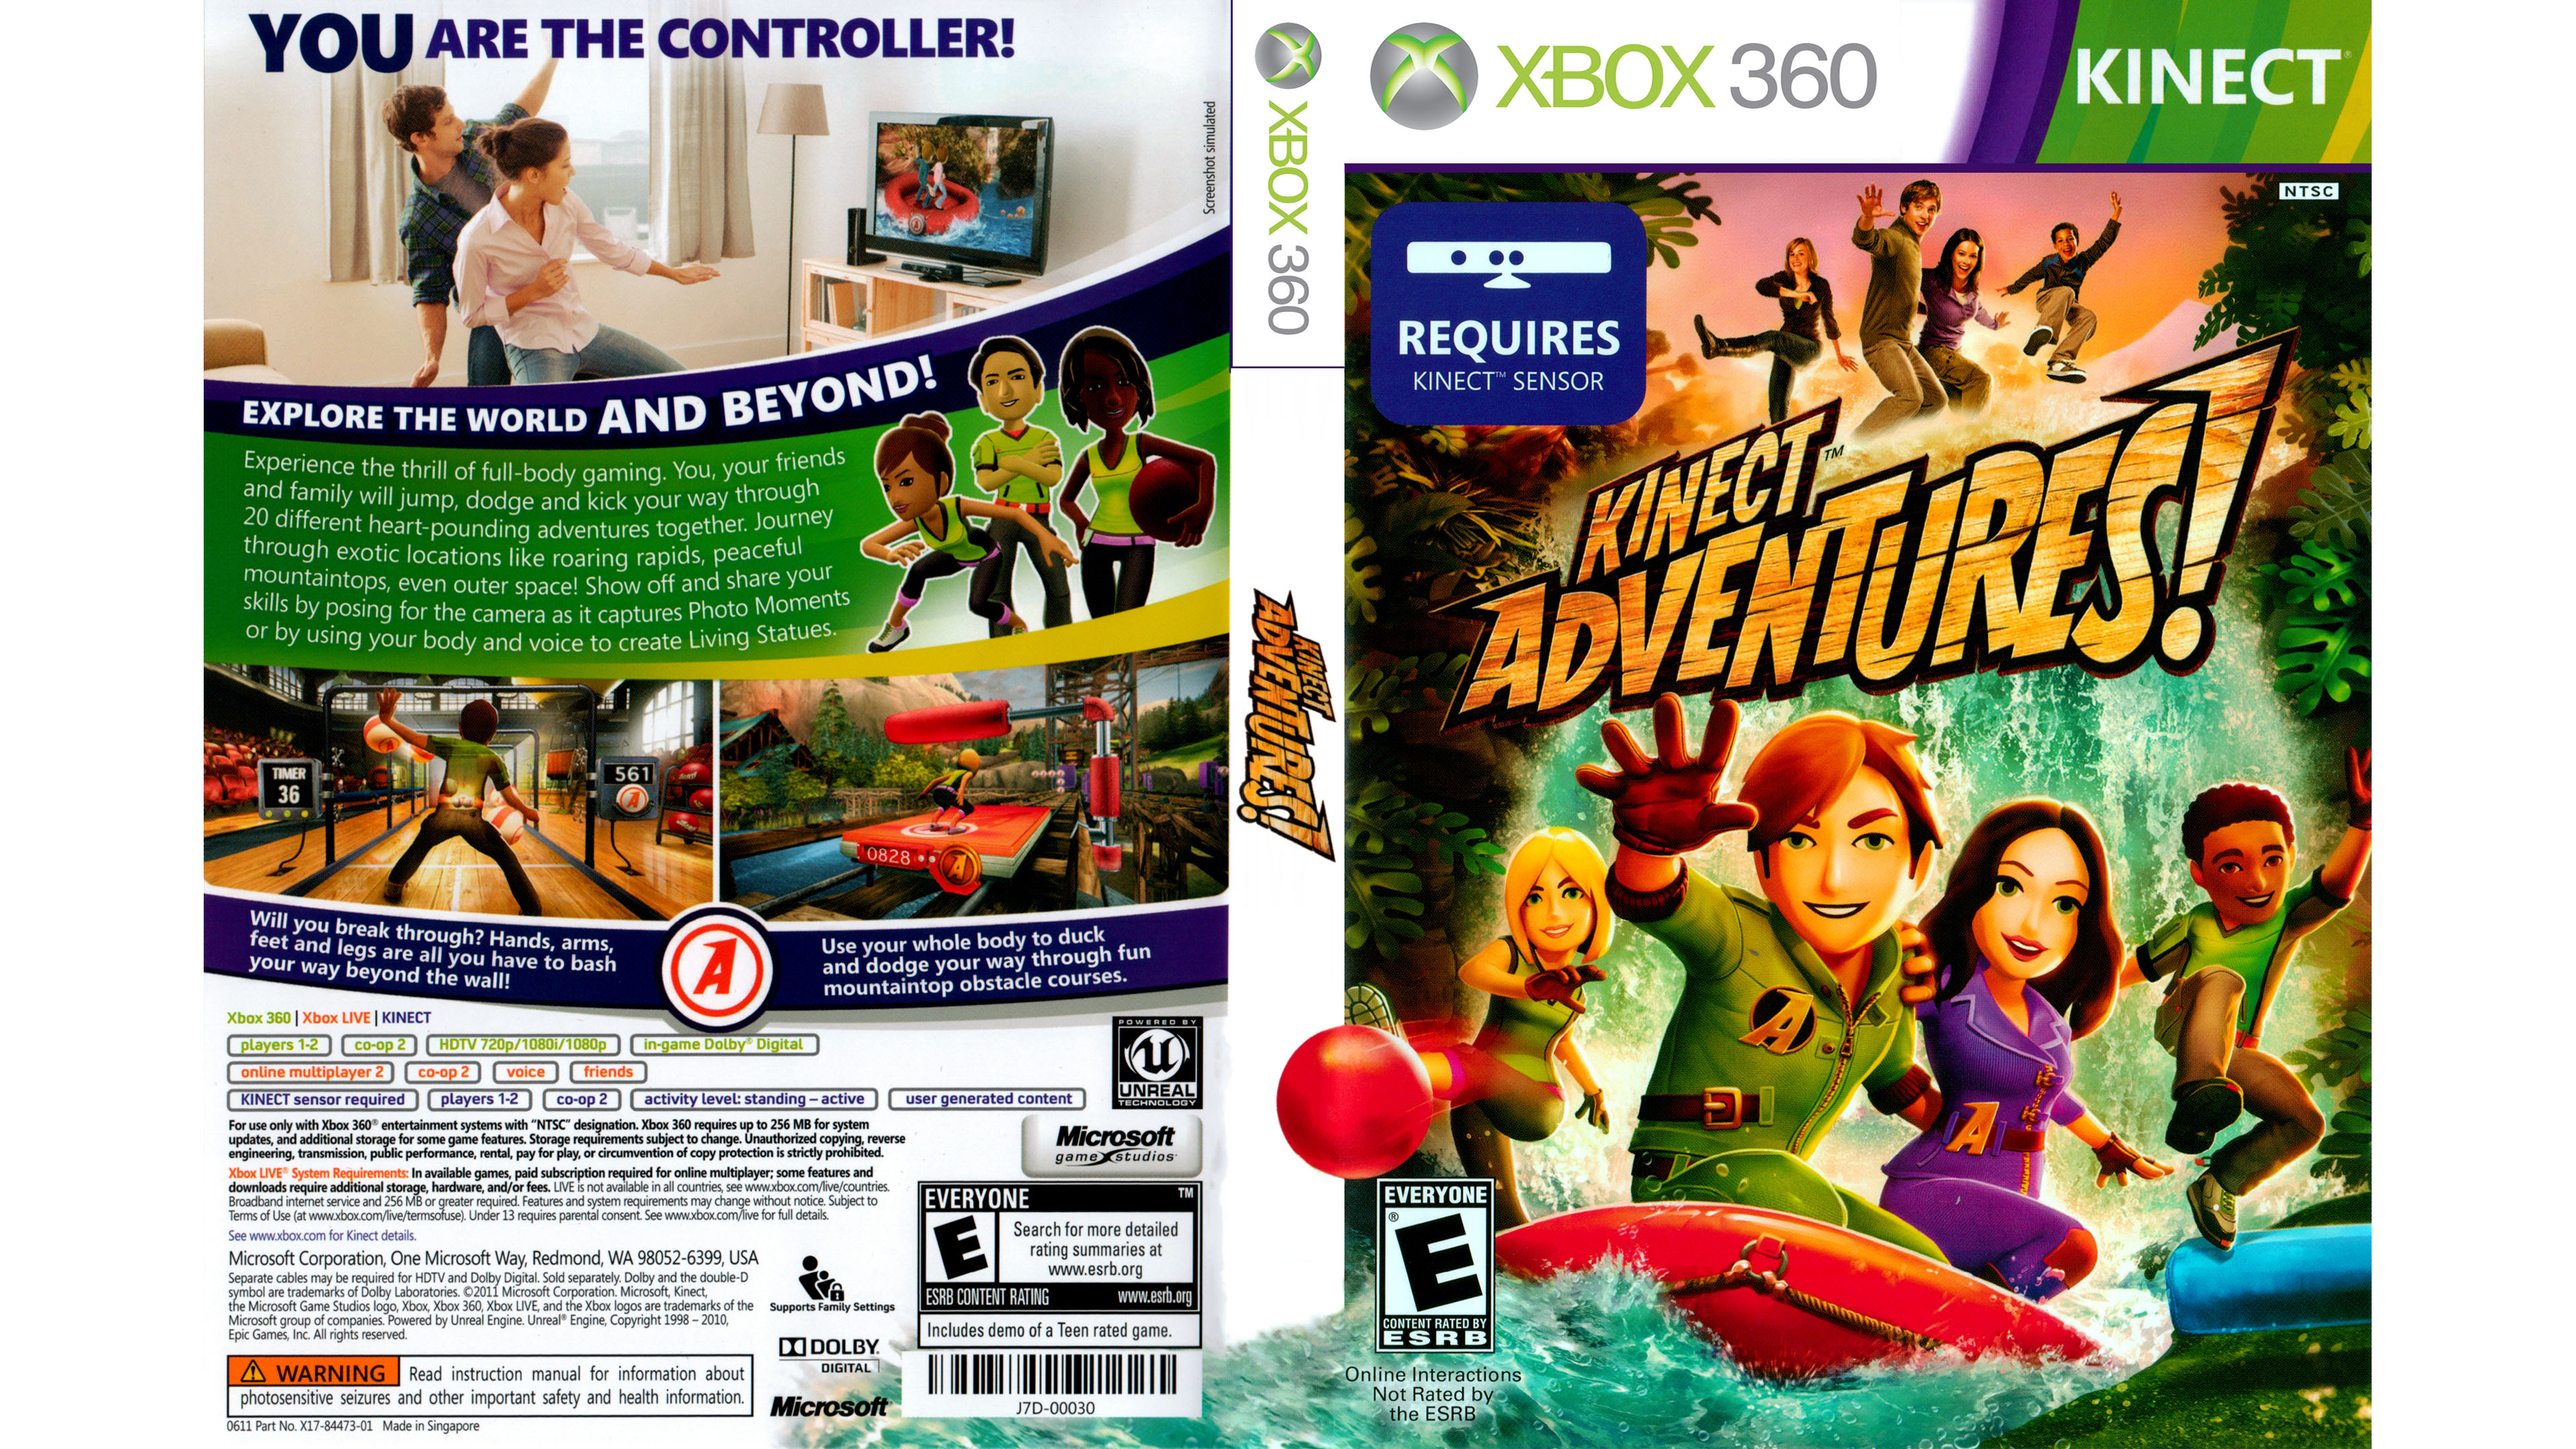 YOU ARE THE CONTROLLER!
Screenshot simulated
EXPLORE THE WORLD AND BEYOND!
Experience the thrill of full-body gaming. You, your friends
and family will jump, dodge and kick your way through
20 different heart-pounding adventures together. Journey
through exotic locations like roaring rapids, peaceful
mountaintops, even outer space! Show off and share your
skills by posing for the camera as it captures Photo Moments
or by using your body and voice to create Living Statues.
TIMER
36
561
A
0828
A
Will you break through? Hands, arms,
feet and legs are all you have to bash
your way beyond the wall!
A
Use your whole body to duck
and dodge your way through fun
mountaintop obstacle courses.
Xbox 360 | Xbox LIVE | KINECT
players 1-2 co-op 2 HDTV 720p/1080i/1080p in-game Dolby® Digital
online multiplayer 2 co-op 2 voice friends
KINECT sensor required players 1-2 co-op 2 activity level: standing – active user generated content
POWERED BY
UNREAL
TECHNOLOGY
For use only with Xbox 360® entertainment systems with "NTSC" designation. Xbox 360 requires up to 256 MB for system
updates, and additional storage for some game features. Storage requirements subject to change. Unauthorized copying, reverse
engineering, transmission, public performance, rental, pay for play, or circumvention of copy protection is strictly prohibited.
Xbox LIVE® System Requirements: In available games, paid subscription required for online multiplayer; some features and
downloads require additional storage, hardware, and/or fees. LIVE is not available in all countries, see www.xbox.com/live/countries.
Broadband internet service and 256 MB or greater required. Features and system requirements may change without notice. Subject to
Terms of Use (at www.xbox.com/live/termsofuse). Under 13 requires parental consent. See www.xbox.com/live for full details.
See www.xbox.com for Kinect details.
Microsoft Corporation, One Microsoft Way, Redmond, WA 98052-6399, USA
Separate cables may be required for HDTV and Dolby Digital. Sold separately. Dolby and the double-D
symbol are trademarks of Dolby Laboratories. ©2011 Microsoft Corporation. Microsoft, Kinect,
the Microsoft Game Studios logo, Xbox, Xbox 360, Xbox LIVE, and the Xbox logos are trademarks of the
Microsoft group of companies. Powered by Unreal Engine. Unreal® Engine, Copyright 1998 – 2010,
Epic Games, Inc. All rights reserved.
WARNING Read instruction manual for information about
photosensitive seizures and other important safety and health information.
0611 Part No. X17-84473-01 Made in Singapore
Supports Family Settings
DOLBY
DIGITAL
Microsoft
Microsoft
game studios
EVERYONE ™
E
Search for more detailed
rating summaries at
www.esrb.org
ESRB CONTENT RATING www.esrb.org
Includes demo of a Teen rated game.
J7D-00030
XBOX 360
KINECT
ADVENTURES!
XBOX 360
KINECT
NTSC
REQUIRES
KINECT™ SENSOR
KINECT™
ADVENTURES!
A
A
EVERYONE
®
E
CONTENT RATED BY
ESRB
Online Interactions
Not Rated by
the ESRB